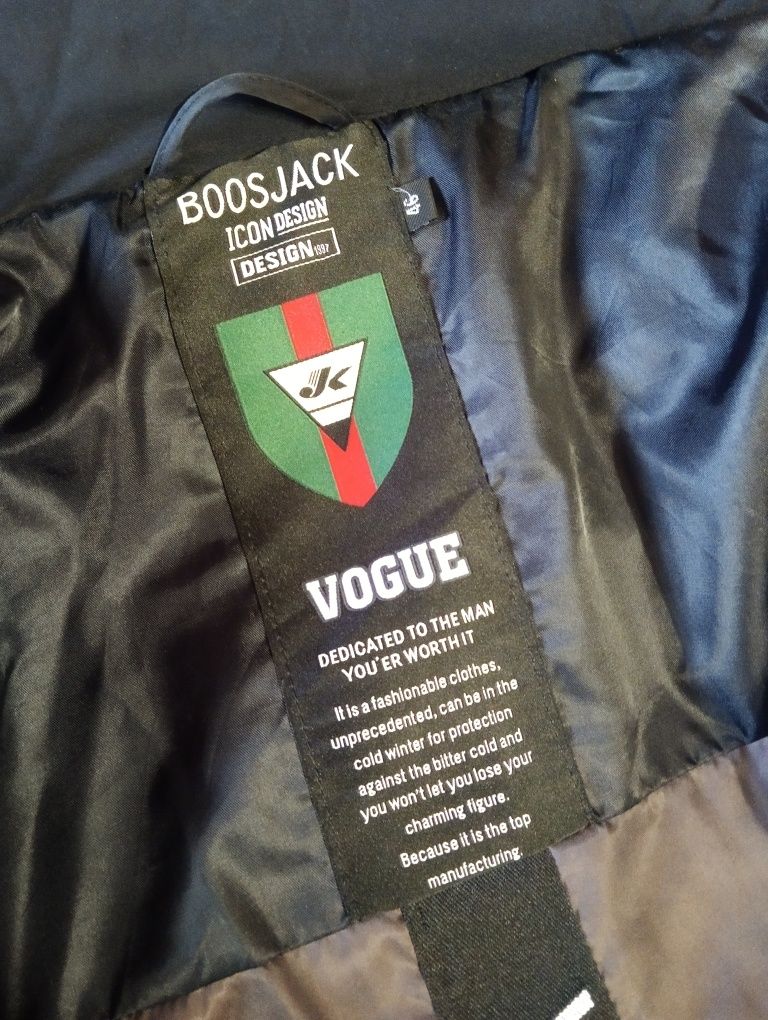 BOOSJACK
ICON DESIGN
DESIGN 1997
JK
VOGUE
DEDICATED TO THE MAN
YOU'ER WORTH IT
It is a fashionable clothes,
unprecedented, can be in the
cold winter for protection
against the bitter cold and
you won't let you lose your
charming figure.
Because it is the top
manufacturing.